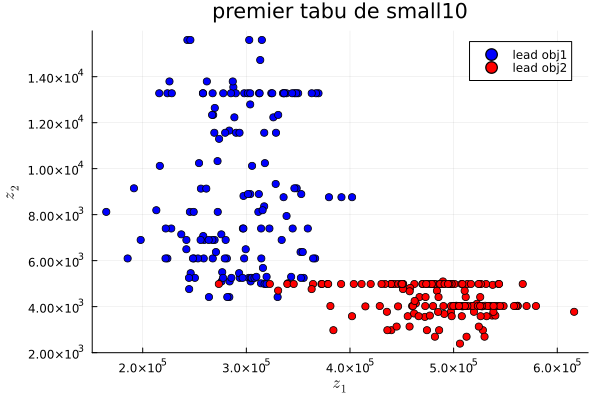 premier tabu de small10
lead obj1
lead obj2
1.40×10⁴
1.20×10⁴
1.00×10⁴
8.00×10³
6.00×10³
4.00×10³
2.00×10³
z₂
2.0×10⁵ 3.0×10⁵ 4.0×10⁵ 5.0×10⁵ 6.0×10⁵
z₁